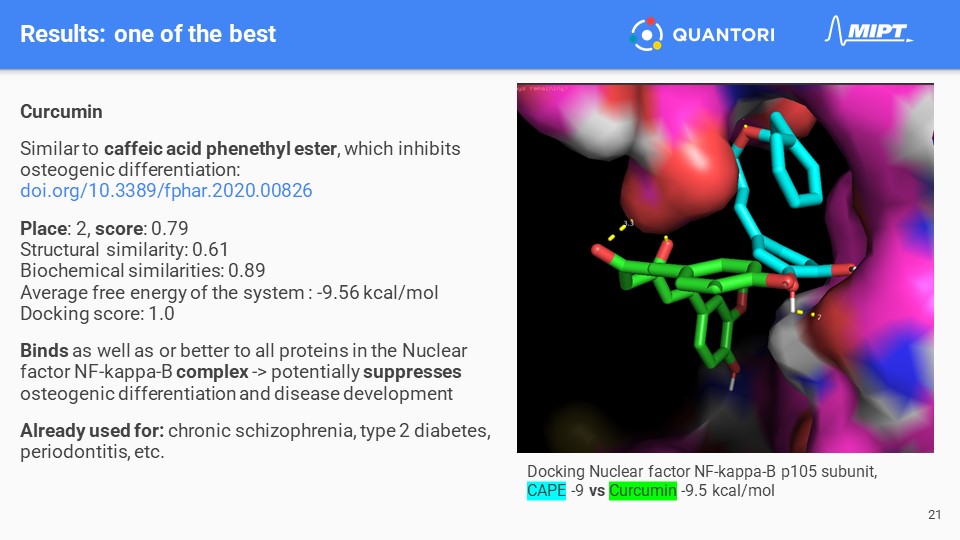 Results: one of the best
QUANTORI
MIPT
Curcumin
Similar to caffeic acid phenethyl ester, which inhibits
osteogenic differentiation:
doi.org/10.3389/fphar.2020.00826
Place: 2, score: 0.79
Structural similarity: 0.61
Biochemical similarities: 0.89
Average free energy of the system : -9.56 kcal/mol
Docking score: 1.0
Binds as well as or better to all proteins in the Nuclear
factor NF-kappa-B complex -> potentially suppresses
osteogenic differentiation and disease development
Already used for: chronic schizophrenia, type 2 diabetes,
periodontitis, etc.
Docking Nuclear factor NF-kappa-B p105 subunit,
CAPE -9 vs Curcumin -9.5 kcal/mol
21